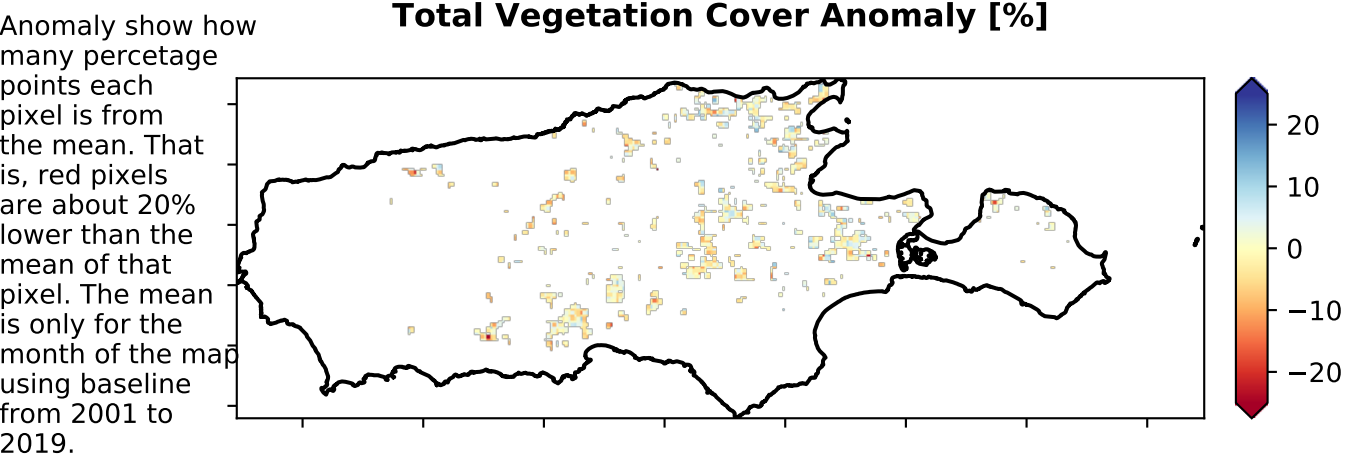 Total Vegetation Cover Anomaly [%]
Anomaly show how
many percetage
points each
pixel is from
the mean. That
is, red pixels
are about 20%
lower than the
mean of that
pixel. The mean
is only for the
month of the map
using baseline
from 2001 to
2019.
20
10
0
−10
−20